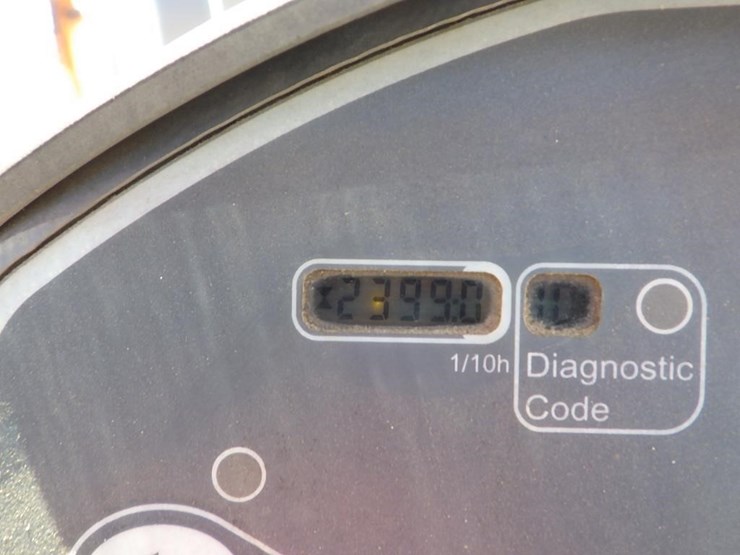 2399.0
1/10h
Diagnostic
Code